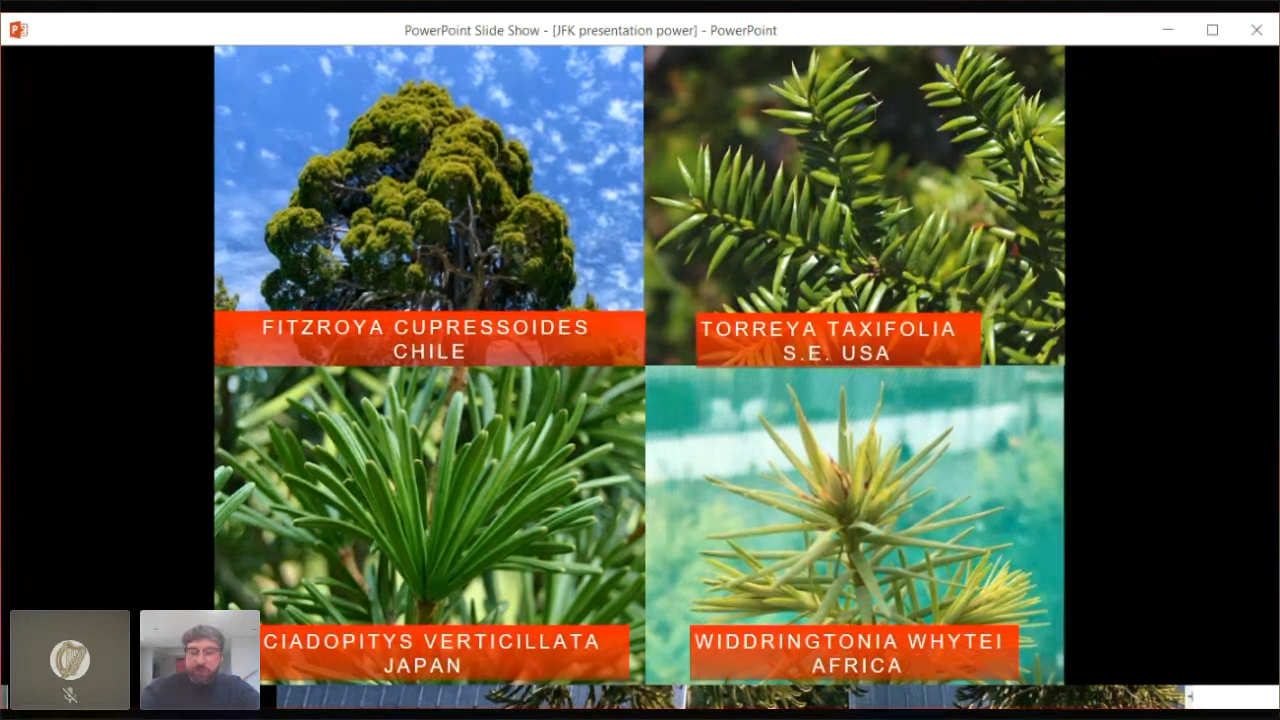 PowerPoint Slide Show - [JFK presentation power] - PowerPoint
FITZROYA CUPRESSOIDES
CHILE
TORREYA TAXIFOLIA
S.E. USA
CIADOPITYS VERTICILLATA
JAPAN
WIDDRINGTONIA WHYTEI
AFRICA